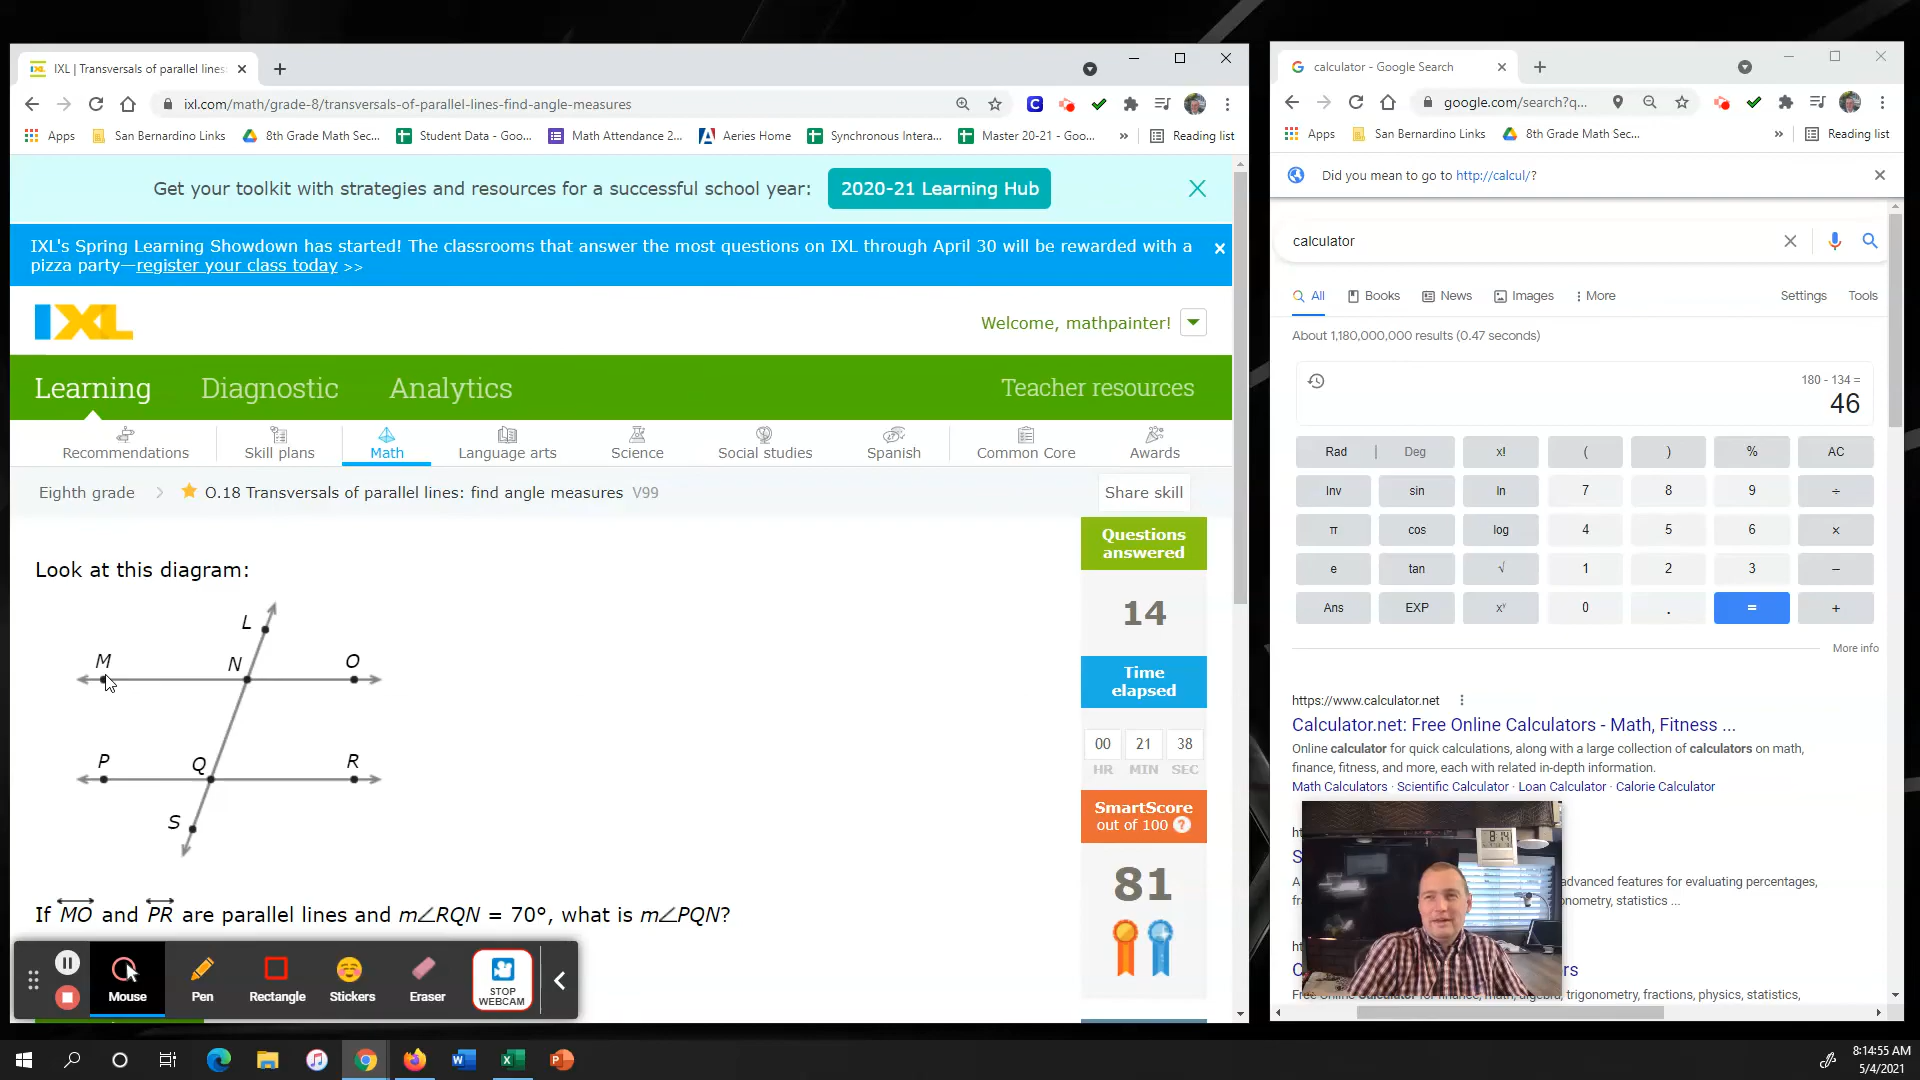 IXL | Transversals of parallel lines
ixl.com/math/grade-8/transversals-of-parallel-lines-find-angle-measures
Apps San Bernardino Links 8th Grade Math Sec... Student Data - Goo... Math Attendance 2... Aeries Home Synchronous Intera... Master 20-21 - Goo... » Reading list
Get your toolkit with strategies and resources for a successful school year: 2020-21 Learning Hub
IXL's Spring Learning Showdown has started! The classrooms that answer the most questions on IXL through April 30 will be rewarded with a
pizza party—register your class today >>
IXL
Welcome, mathpainter!
Learning Diagnostic Analytics Teacher resources
Recommendations Skill plans Math Language arts Science Social studies Spanish Common Core Awards
Eighth grade > O.18 Transversals of parallel lines: find angle measures V99
Share skill
Look at this diagram:
L
M N O
P Q R
S
If MO and PR are parallel lines and m∠RQN = 70°, what is m∠PQN?
Questions
answered
14
Time
elapsed
00 21 38
HR MIN SEC
SmartScore
out of 100 ?
81
Mouse Pen Rectangle Stickers Eraser STOP
WEBCAM
calculator - Google Search
google.com/search?q...
Apps San Bernardino Links 8th Grade Math Sec... » Reading list
Did you mean to go to http://calcul/?
calculator
All Books News Images More Settings Tools
About 1,180,000,000 results (0.47 seconds)
180 - 134 =
46
Rad | Deg x! ( ) % AC
Inv sin ln 7 8 9 ÷
π cos log 4 5 6 ×
e tan √ 1 2 3 −
Ans EXP xʸ 0 . = +
More info
https://www.calculator.net
Calculator.net: Free Online Calculators - Math, Fitness ...
Online calculator for quick calculations, along with a large collection of calculators on math,
finance, fitness, and more, each with related in-depth information.
Math Calculators · Scientific Calculator · Loan Calculator · Calorie Calculator
advanced features for evaluating percentages,
statistics ...
Free Online Calculator for finance, math, algebra, trigonometry, fractions, physics, statistics,
8:14
8:14:55 AM
5/4/2021